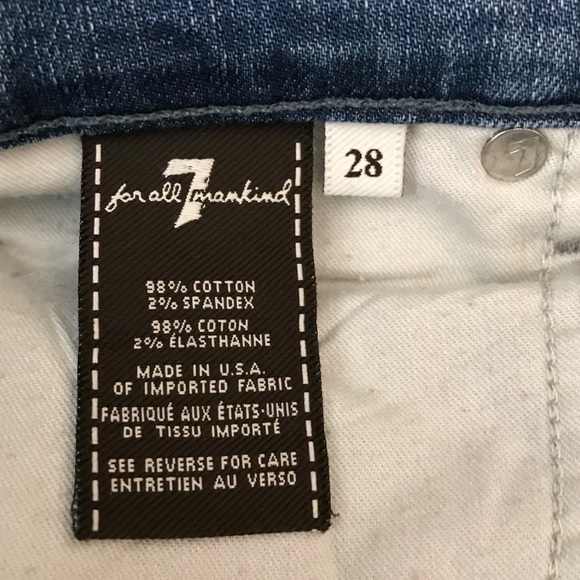 for all 7 mankind
28
98% COTTON
2% SPANDEX
98% COTON
2% ÉLASTHANNE
MADE IN U.S.A.
OF IMPORTED FABRIC
FABRIQUÉ AUX ÉTATS-UNIS
DE TISSU IMPORTÉ
SEE REVERSE FOR CARE
ENTRETIEN AU VERSO
7